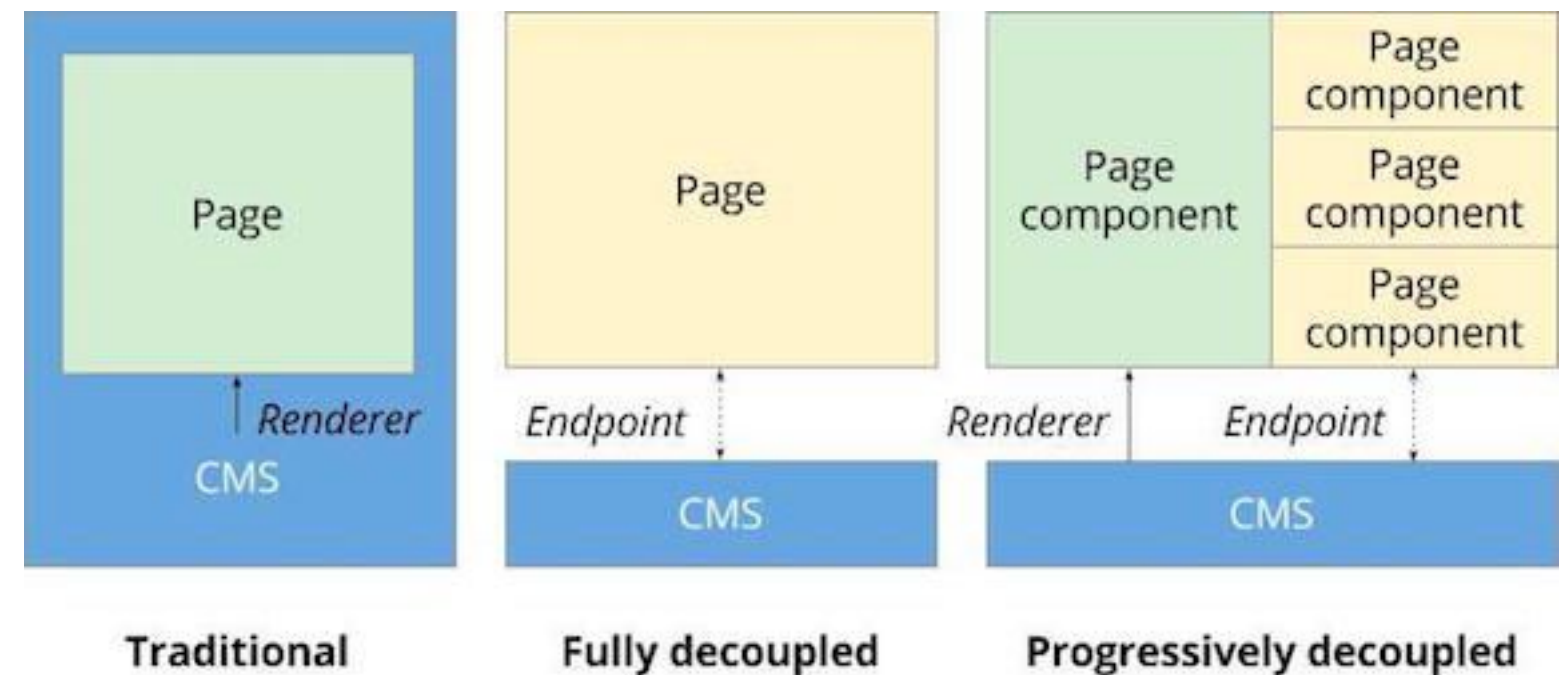 Page
Renderer
CMS
Traditional
Page
Endpoint
CMS
Fully decoupled
Page
component
Page
component
Page
component
Page
component
Renderer
Endpoint
CMS
Progressively decoupled